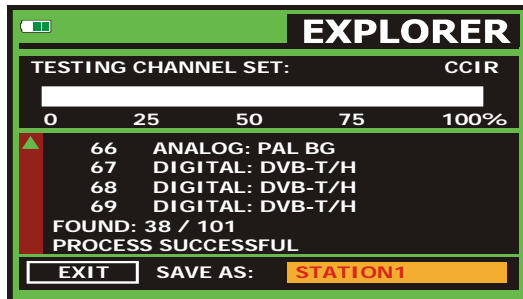 EXPLORER
TESTING CHANNEL SET: CCIR
0 25 50 75 100%
66 ANALOG: PAL BG
67 DIGITAL: DVB-T/H
68 DIGITAL: DVB-T/H
69 DIGITAL: DVB-T/H
FOUND: 38 / 101
PROCESS SUCCESSFUL
EXIT SAVE AS: STATION1